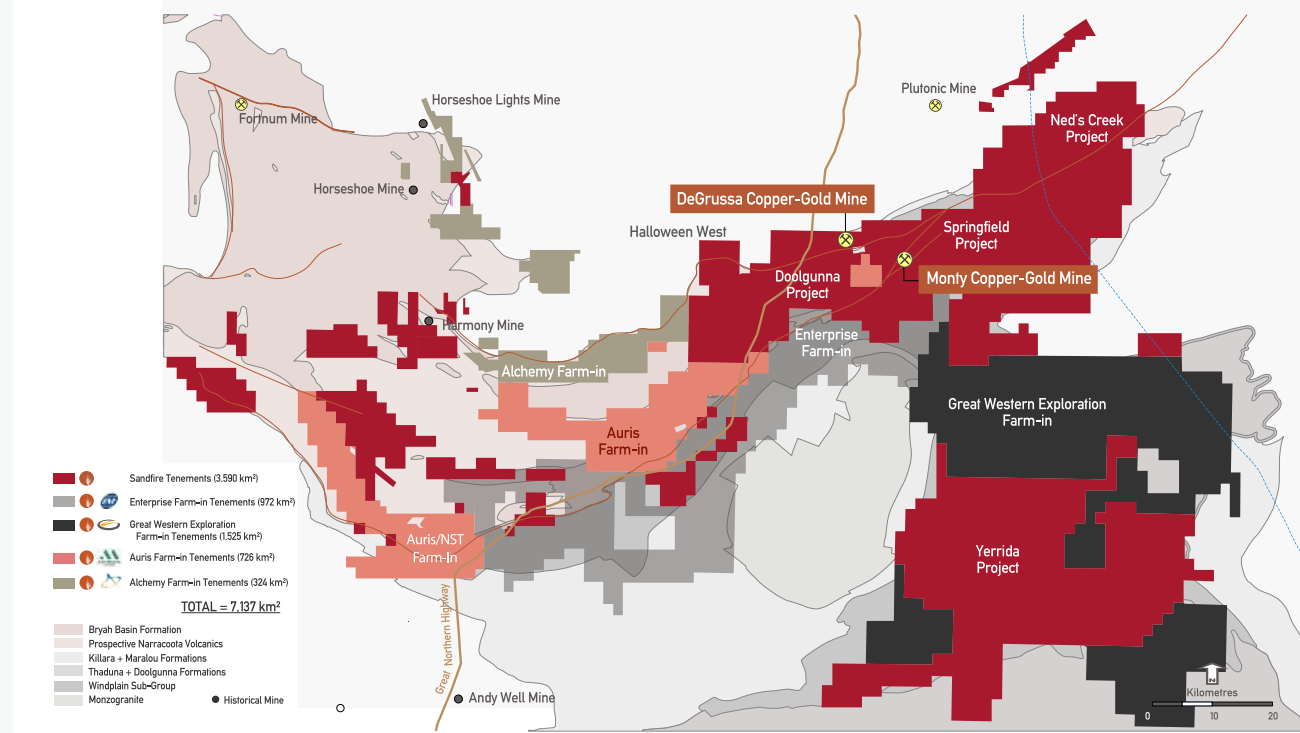 Plutonic Mine
Horseshoe Lights Mine
Fortnum Mine
Ned's Creek
Project
Horseshoe Mine
DeGrussa Copper-Gold Mine
Halloween West
Springfield
Project
Doolgunna
Project
Monty Copper-Gold Mine
Harmony Mine
Enterprise
Farm-in
Alchemy Farm-in
Great Western Exploration
Farm-in
Auris
Farm-in
Sandfire Tenements (3,590 km²)
Enterprise Farm-in Tenements (972 km²)
Great Western Exploration
Farm-in Tenements (1,525 km²)
Auris Farm-in Tenements (726 km²)
Alchemy Farm-in Tenements (324 km²)
TOTAL = 7,137 km²
Auris/NST
Farm-In
Yerrida
Project
Great Northern Highway
Bryah Basin Formation
Prospective Narracoota Volcanics
Killara + Maralou Formations
Thaduna + Doolgunna Formations
Windplain Sub-Group
Monzogranite
Historical Mine
Andy Well Mine
N
Kilometres
0 10 20